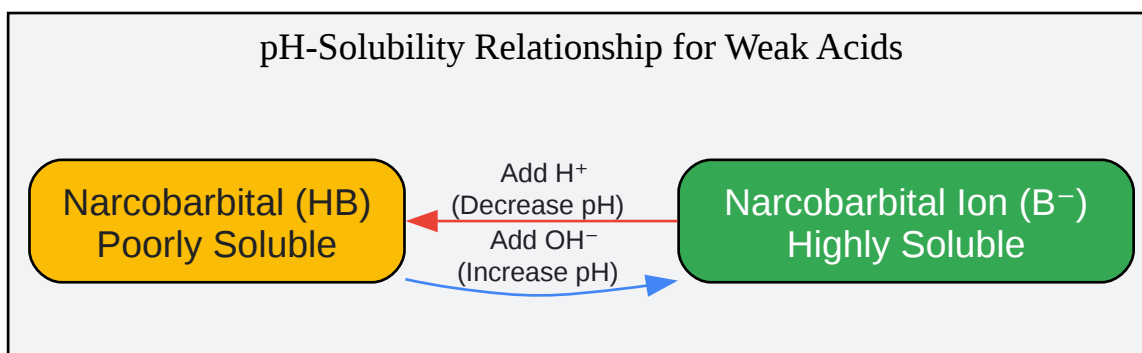 pH-Solubility Relationship for Weak Acids
Narcobarbital (HB)
Poorly Soluble
Add H⁺
(Decrease pH)
Add OH⁻
(Increase pH)
Narcobarbital Ion (B⁻)
Highly Soluble